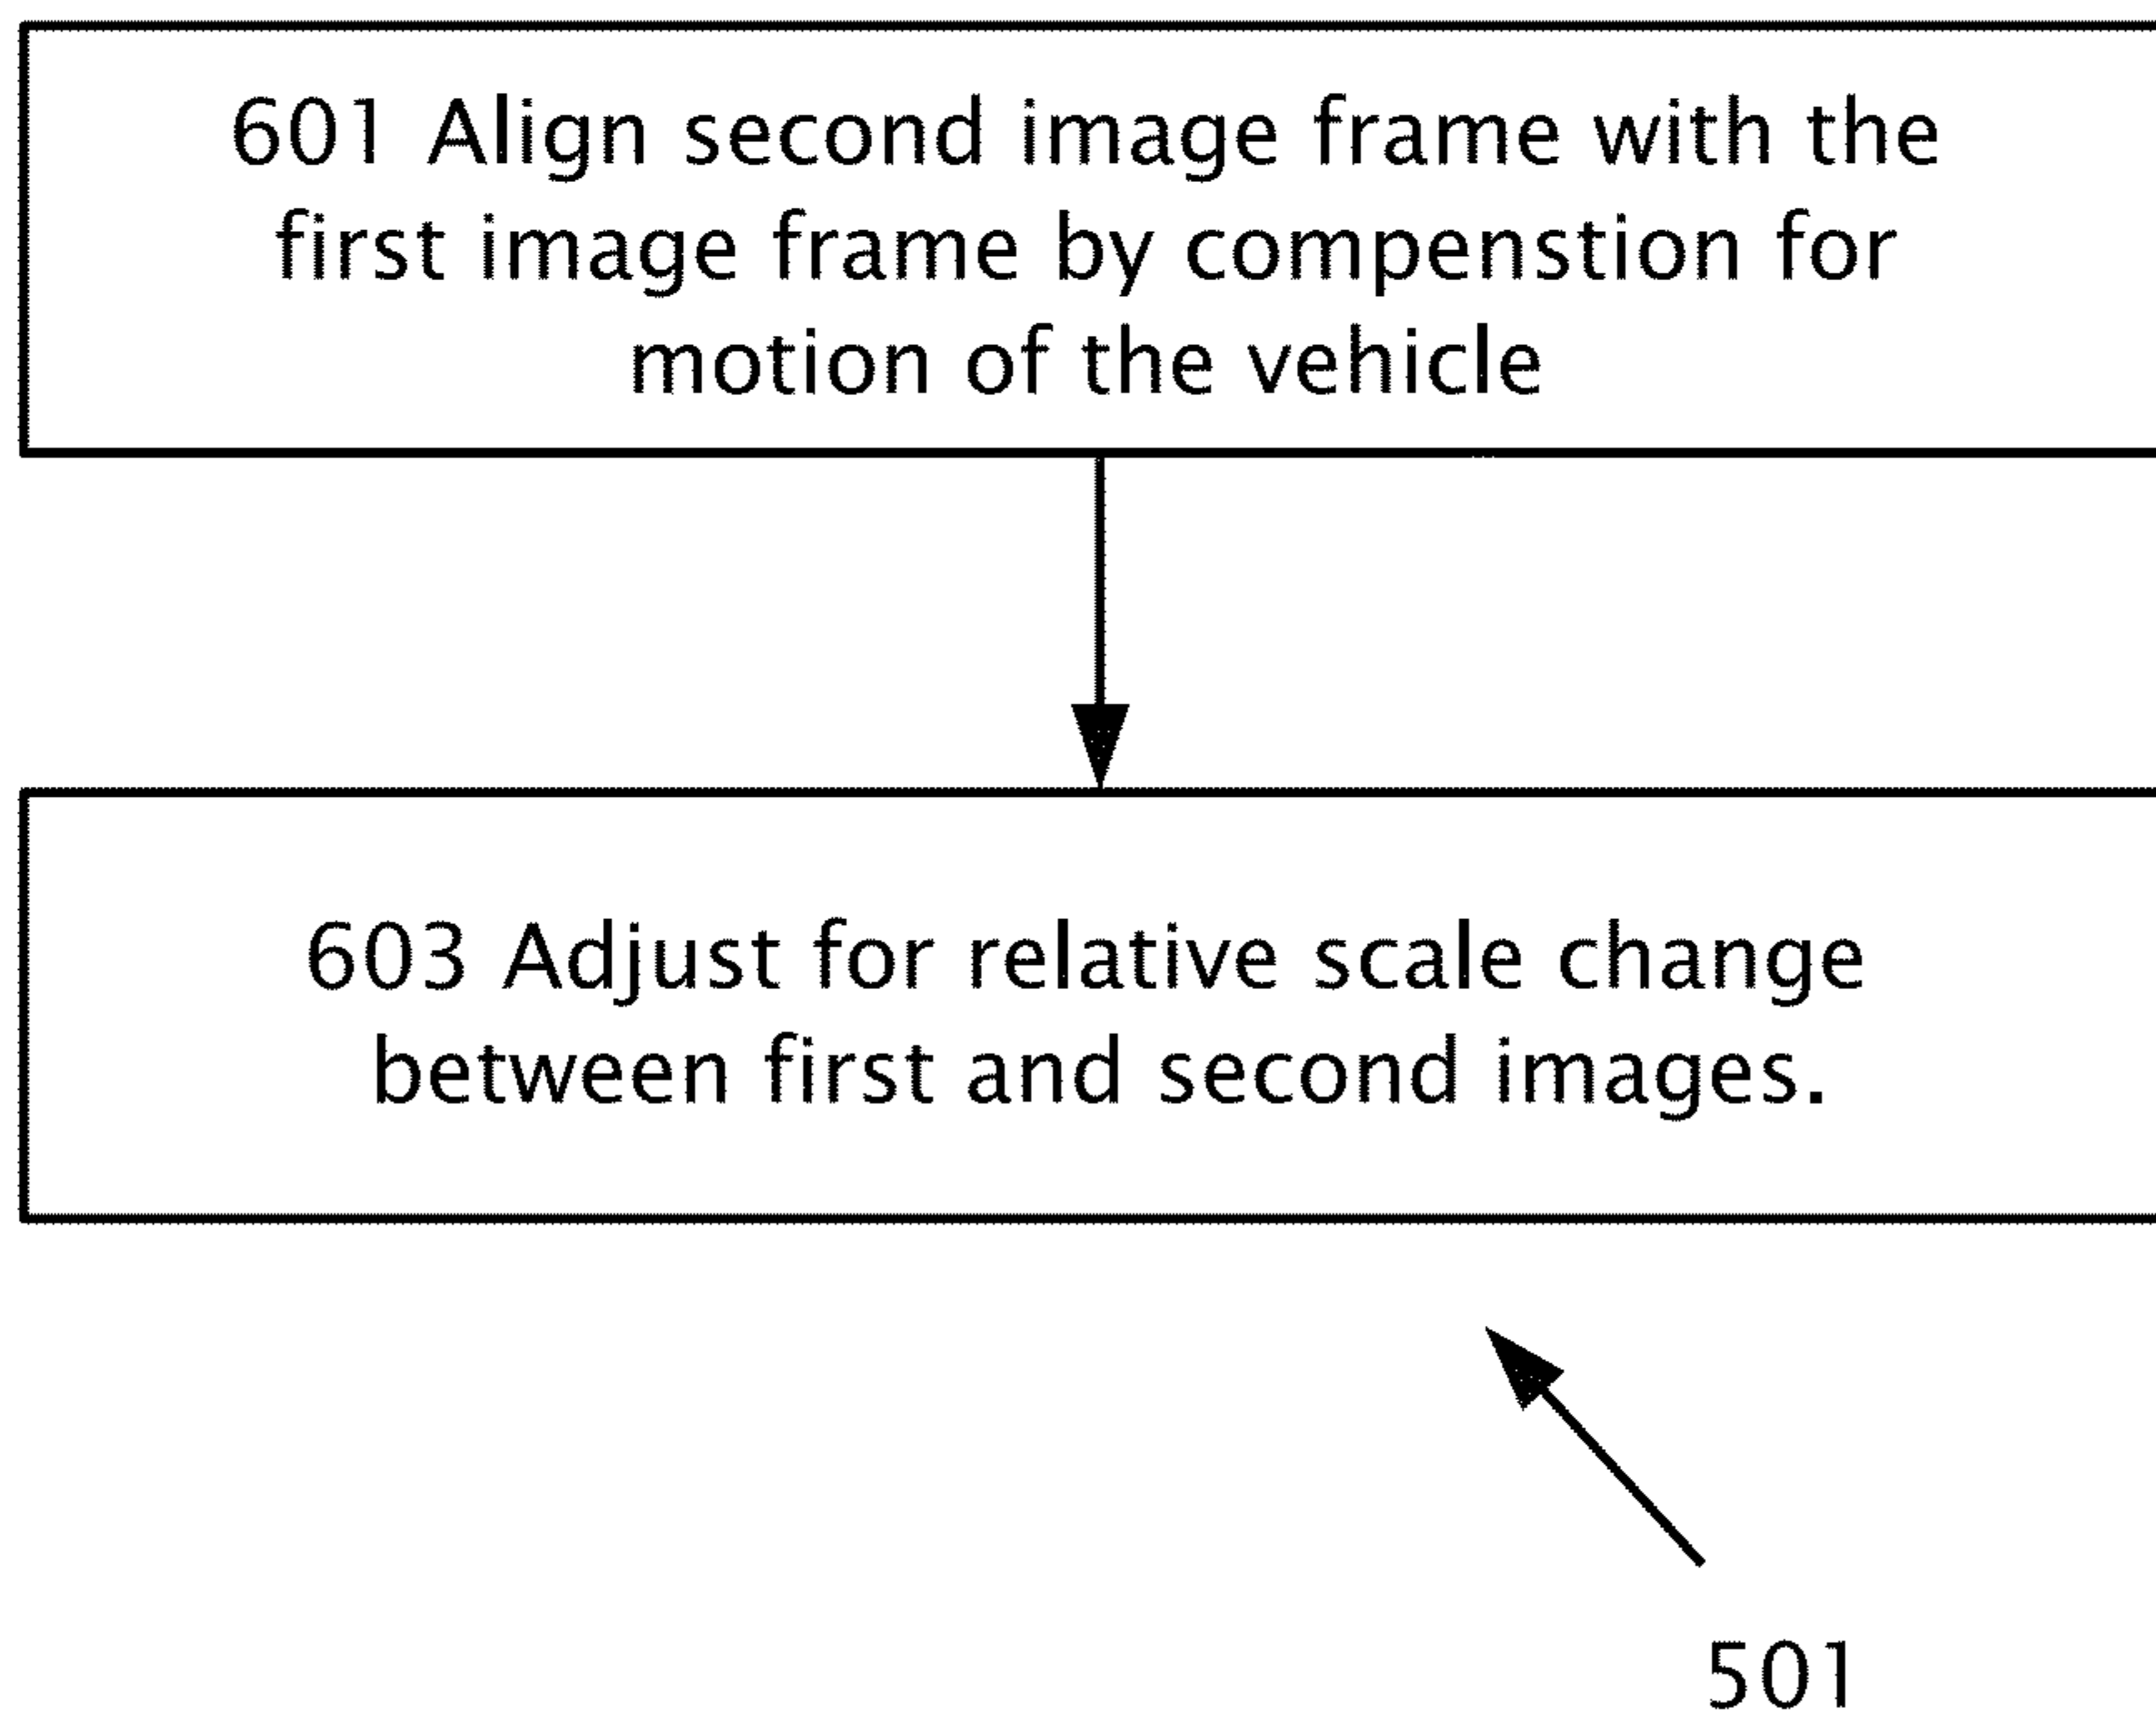 601 Align second image frame with the
first image frame by compenstion for
motion of the vehicle
603 Adjust for relative scale change
between first and second images.
501